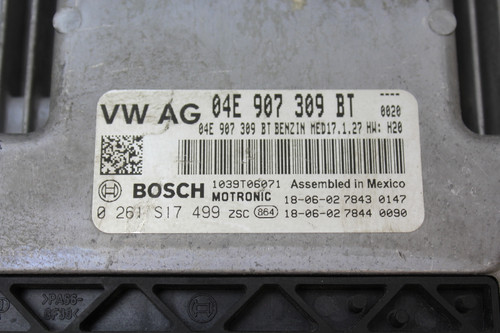 VW AG 04E 907 309 BT
---- 0020
04E 907 309 BT BENZIN MED17.1.27 HW: H20
BOSCH 1039T06071 Assembled in Mexico
MOTRONIC 18-06-02 7843 0147
0 261 S17 499 ZSC 864 18-06-02 7844 0090
>PA66-
GF30<